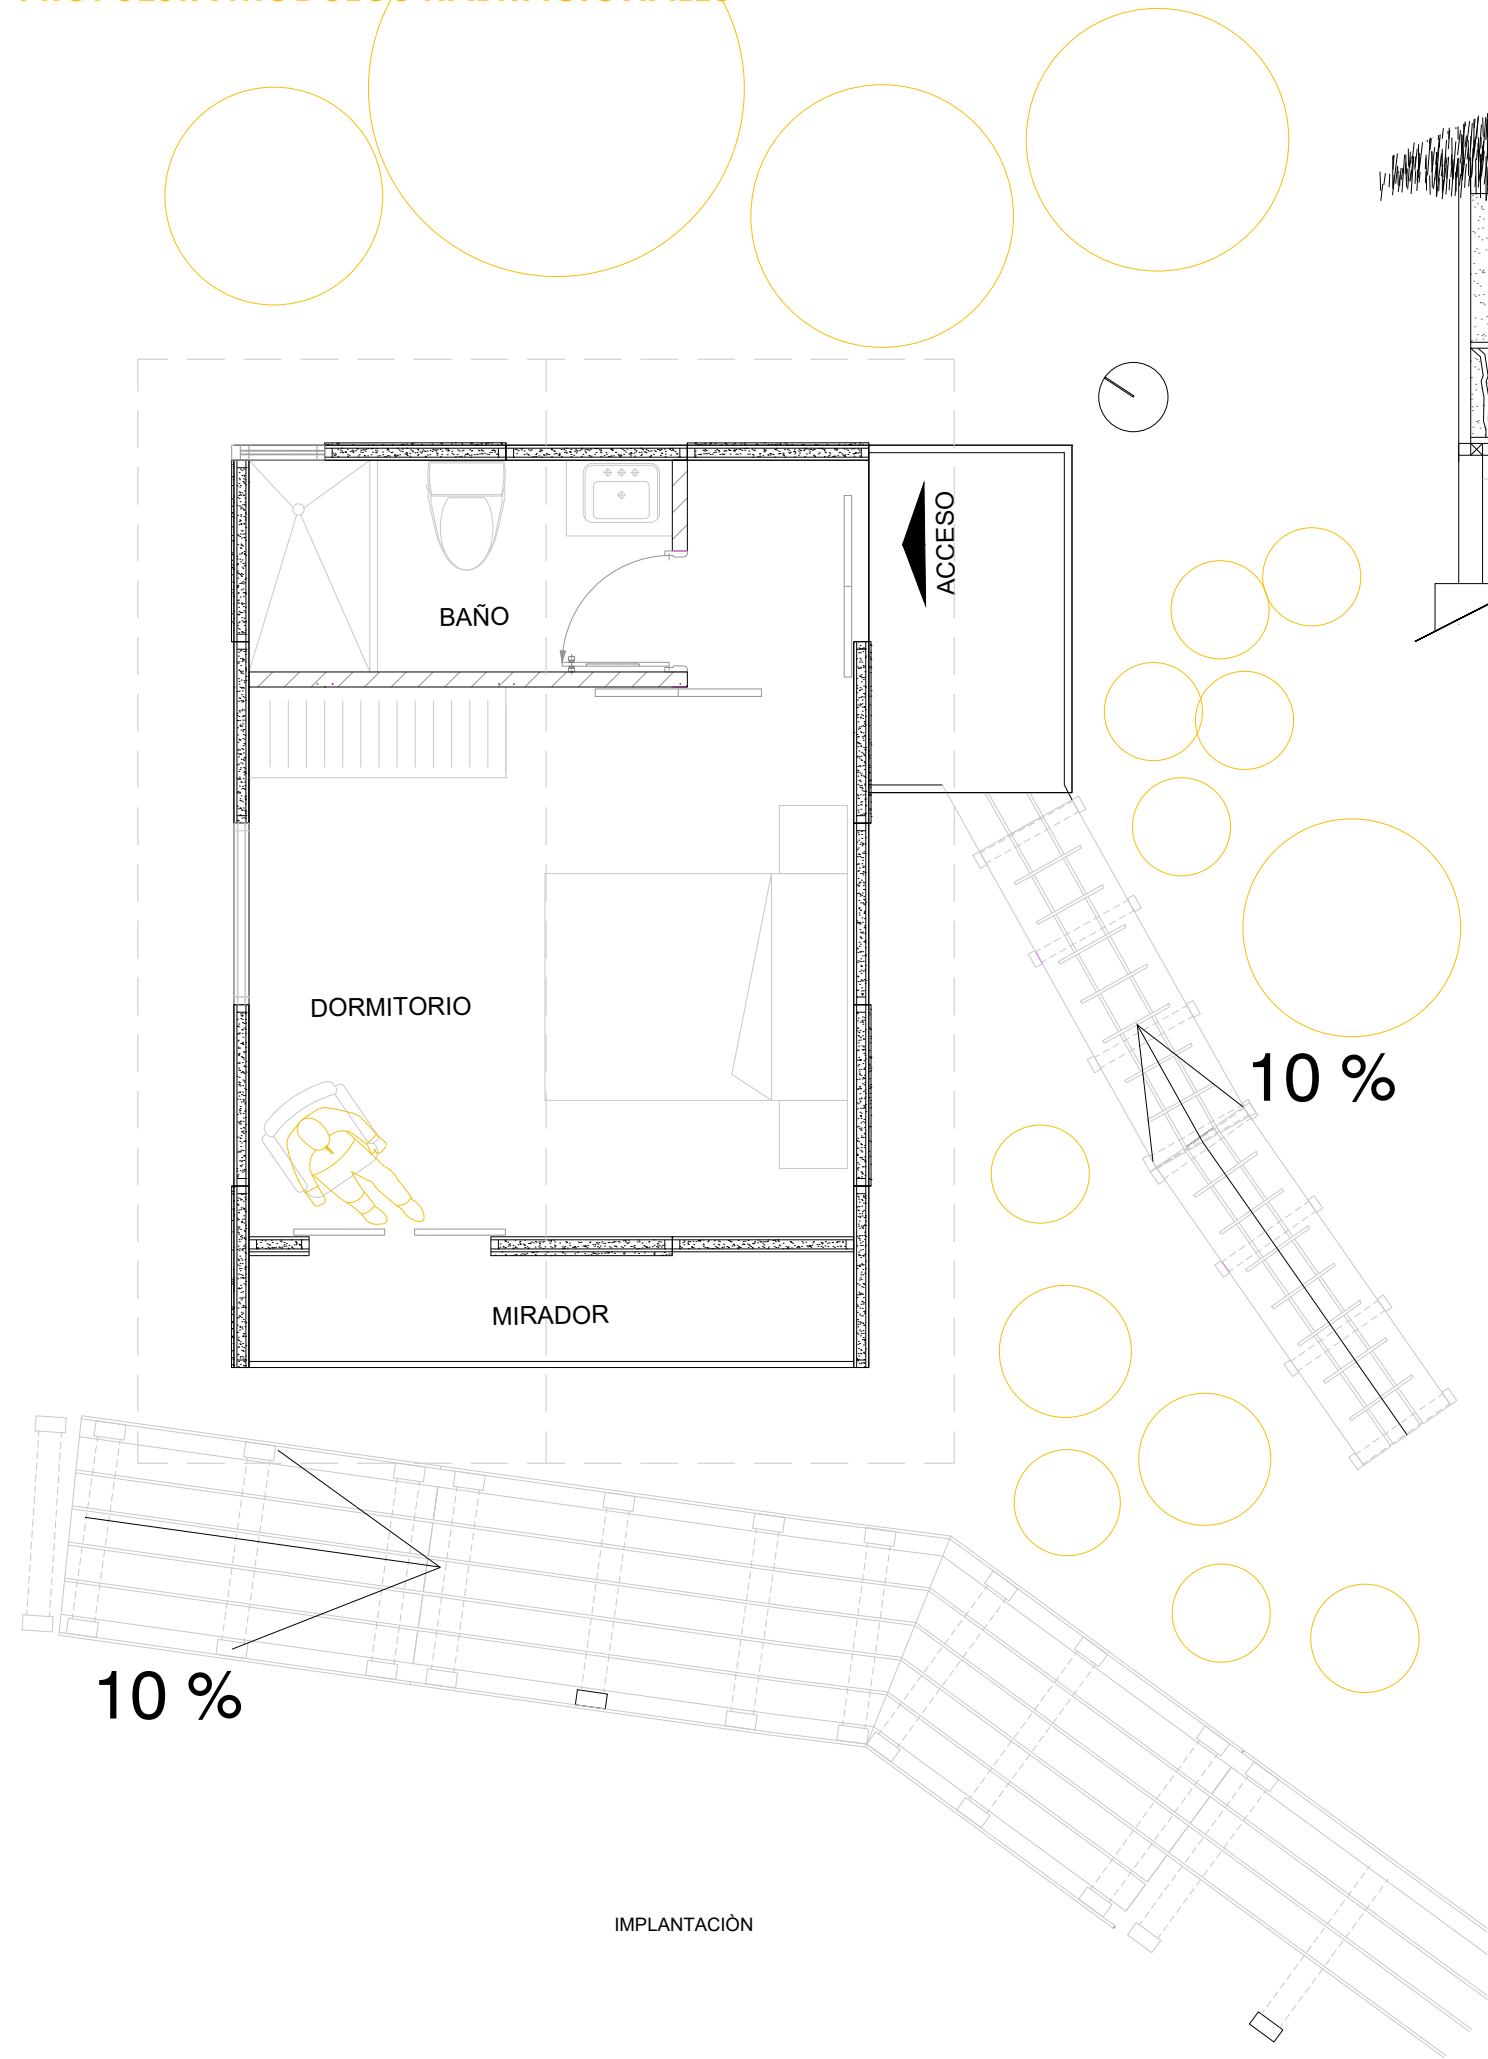 ACCESO
BAÑO
DORMITORIO
10 %
MIRADOR
10 %
IMPLANTACIÒN